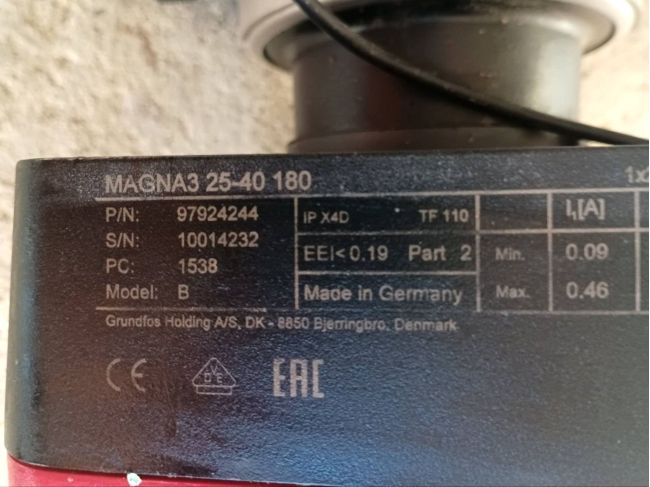 MAGNA3 25-40 180
P/N: 97924244
S/N: 10014232
PC: 1538
Model: B
IP X4D TF 110
EEI< 0.19 Part 2
Made in Germany
I₁[A]
Min. 0.09
Max. 0.46
Grundfos Holding A/S, DK - 8850 Bjerringbro, Denmark
CE
VDE
EAC